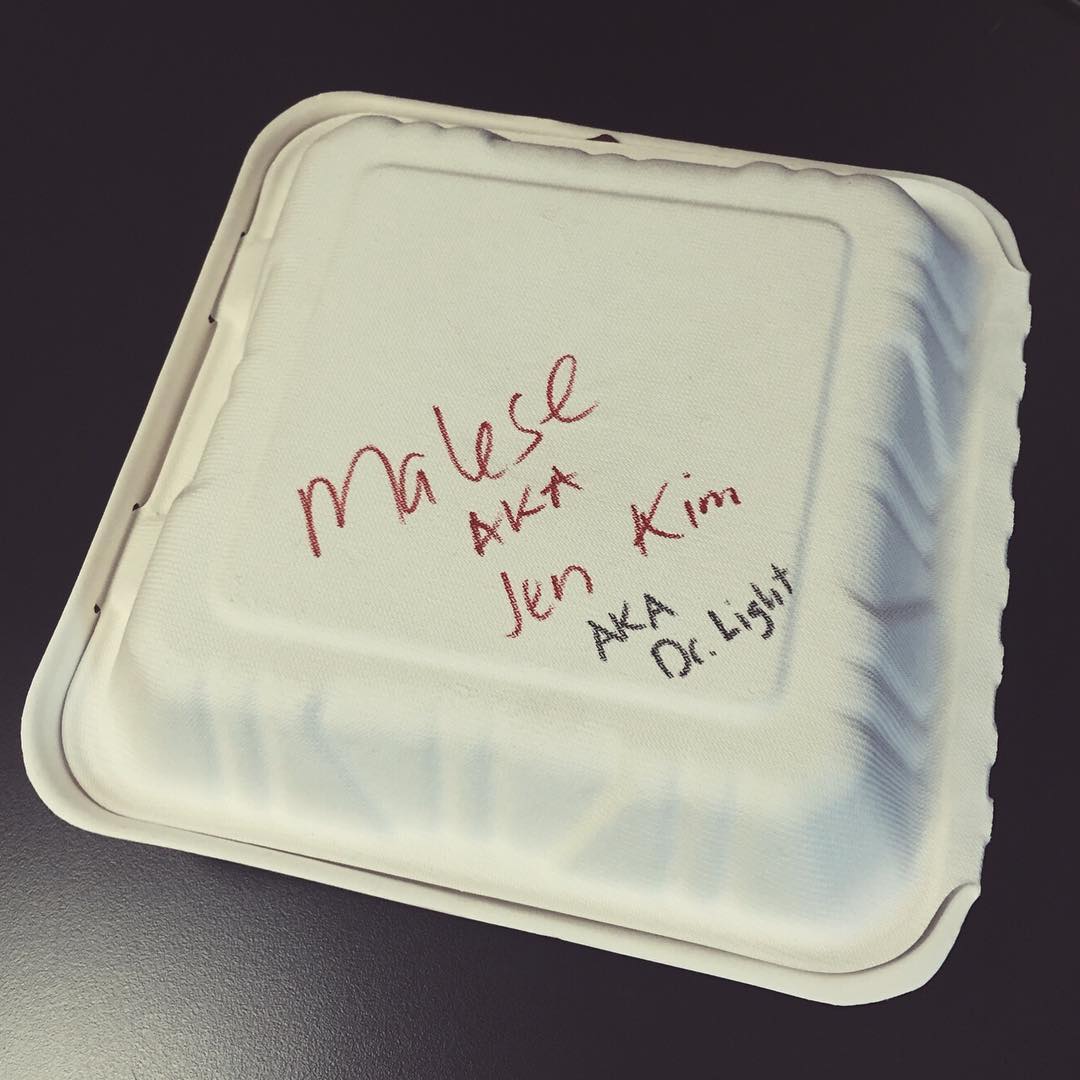 Malese
AKA
Jen Kim
AKA
Dr. Light